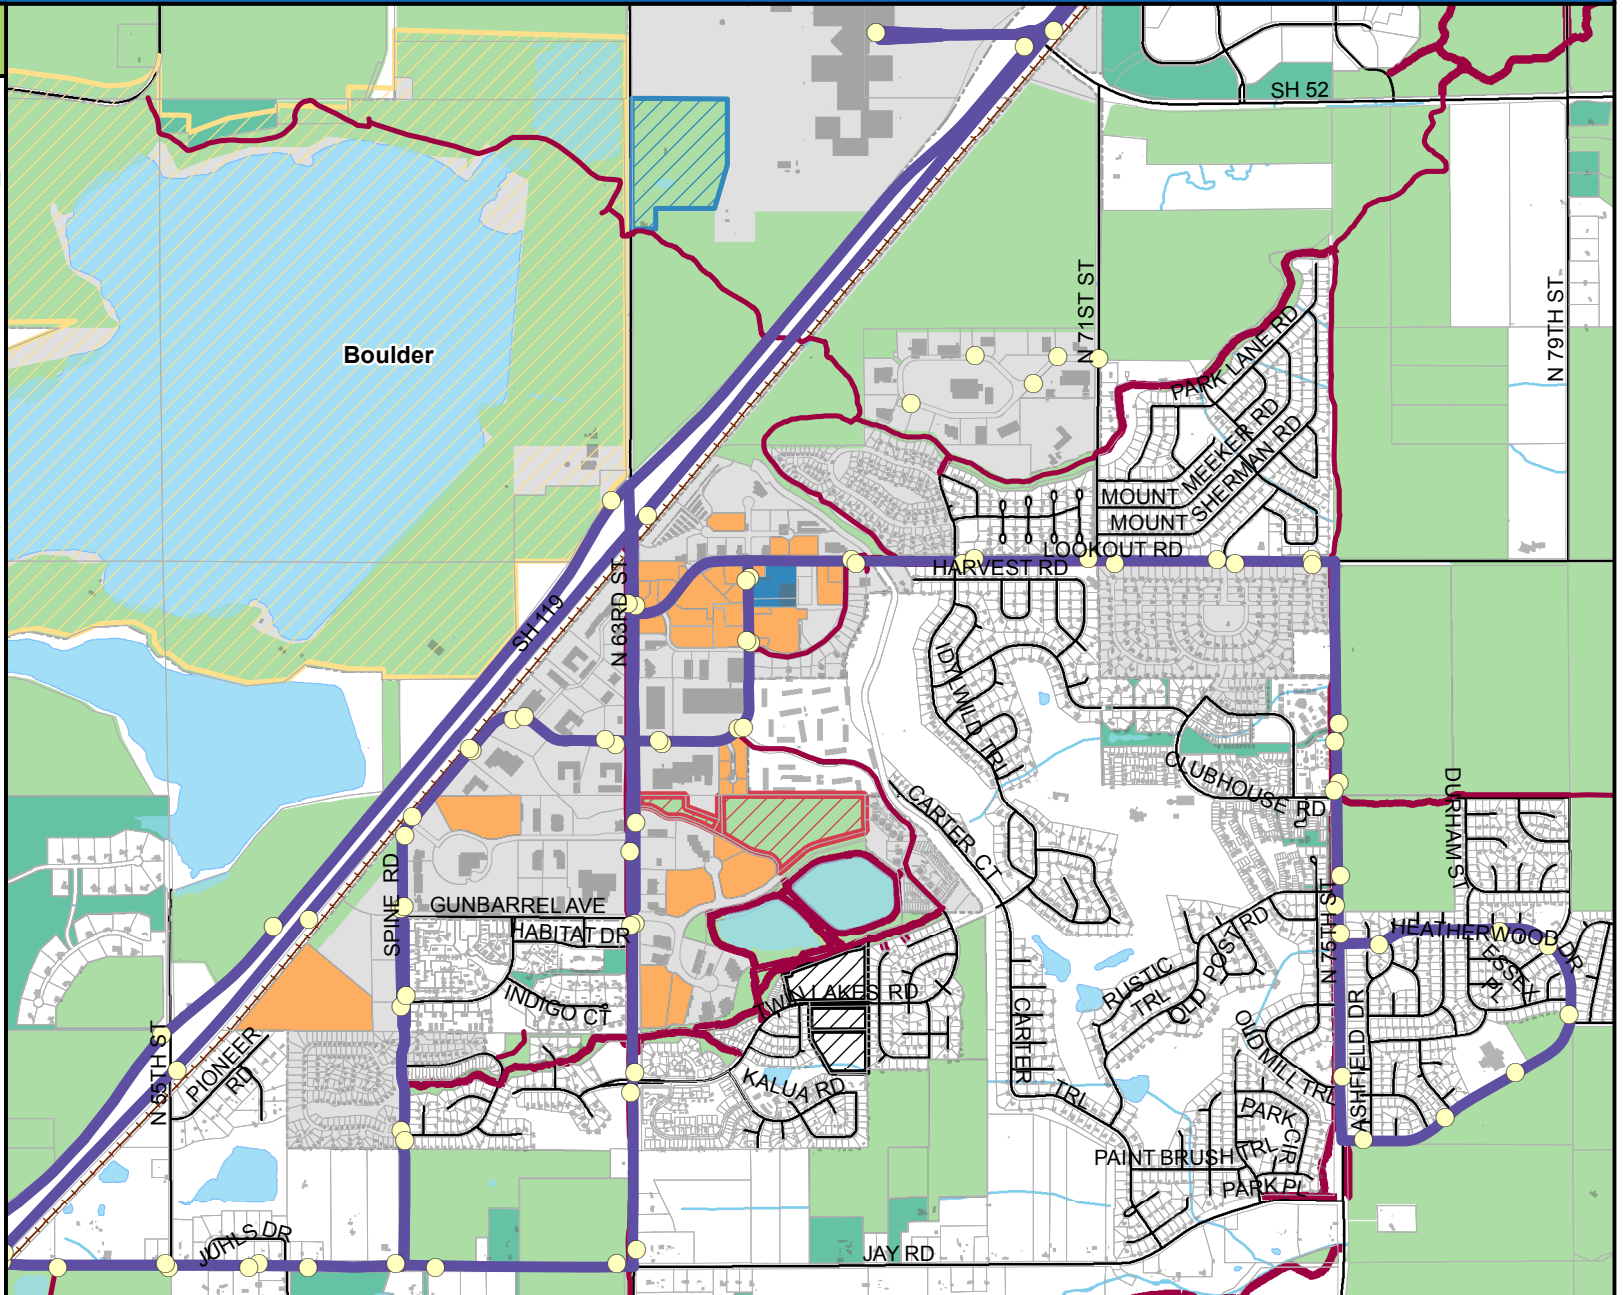 SH 52
N 71ST ST
N 79TH ST
Boulder
PARK LANE RD
MEEKER RD
MOUNT
SHERMAN RD
MOUNT
LOOKOUT RD
HARVEST RD
SH 119
N 63RD ST
IDYLWILD TRL
CLUBHOUSE RD
CARTER CT
DURHAM ST
SPINE RD
GUNBARREL AVE
HABITAT DR
N 75TH ST
HEATHERWOOD DR
ESSEX PL
RUSTIC TRL
OLD POST RD
INDIGO CT
TWIN LAKES RD
CARTER TRL
OLD MILL TRL
ASHFIELD DR
N 55TH ST
PIONEER RD
KALUA RD
PARK CIR
PAINT BRUSH TRL
PARK PL
JUHLS DR
JAY RD